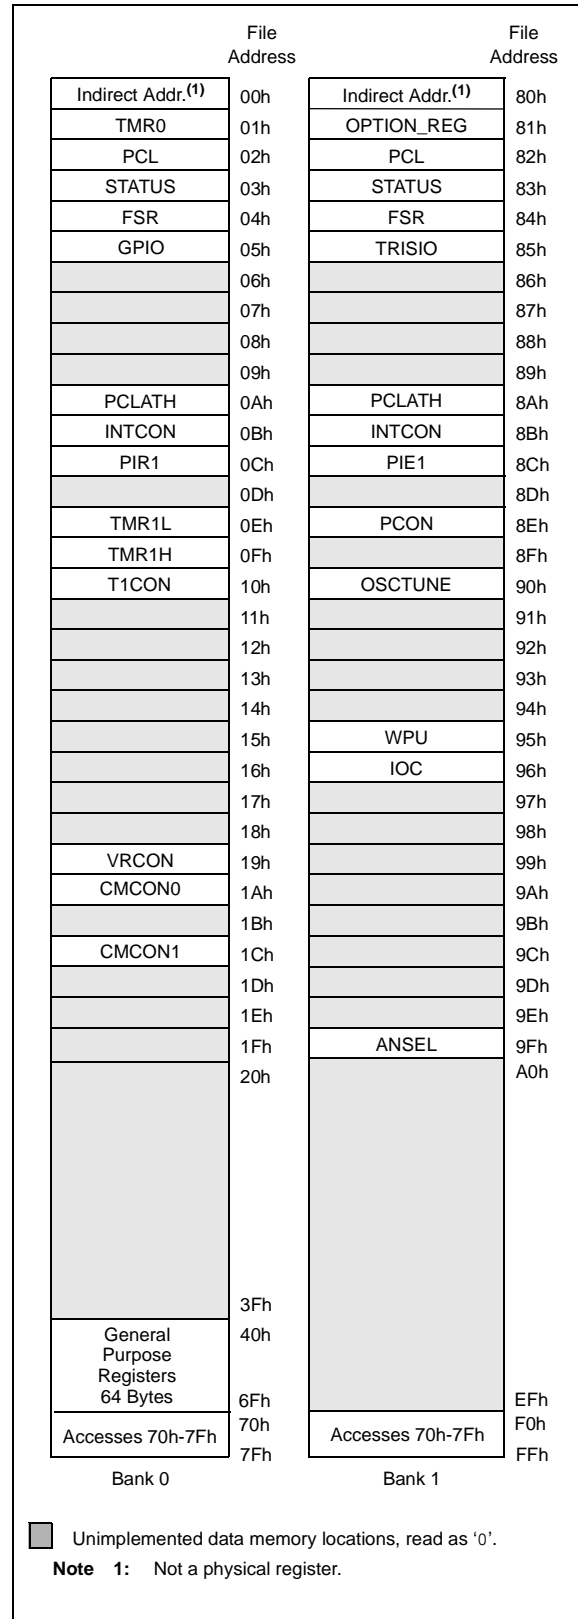 File Address File Address
Indirect Addr.(1) 00h Indirect Addr.(1) 80h
TMR0 01h OPTION_REG 81h
PCL 02h PCL 82h
STATUS 03h STATUS 83h
FSR 04h FSR 84h
GPIO 05h TRISIO 85h
06h 86h
07h 87h
08h 88h
09h 89h
PCLATH 0Ah PCLATH 8Ah
INTCON 0Bh INTCON 8Bh
PIR1 0Ch PIE1 8Ch
0Dh 8Dh
TMR1L 0Eh PCON 8Eh
TMR1H 0Fh 8Fh
T1CON 10h OSCTUNE 90h
11h 91h
12h 92h
13h 93h
14h 94h
15h WPU 95h
16h IOC 96h
17h 97h
18h 98h
VRCON 19h 99h
CMCON0 1Ah 9Ah
1Bh 9Bh
CMCON1 1Ch 9Ch
1Dh 9Dh
1Eh 9Eh
1Fh ANSEL 9Fh
20h A0h
3Fh
General 40h
Purpose
Registers
64 Bytes 6Fh EFh
70h F0h
Accesses 70h-7Fh Accesses 70h-7Fh
7Fh FFh
Bank 0 Bank 1
Unimplemented data memory locations, read as ‘0’.
Note 1: Not a physical register.